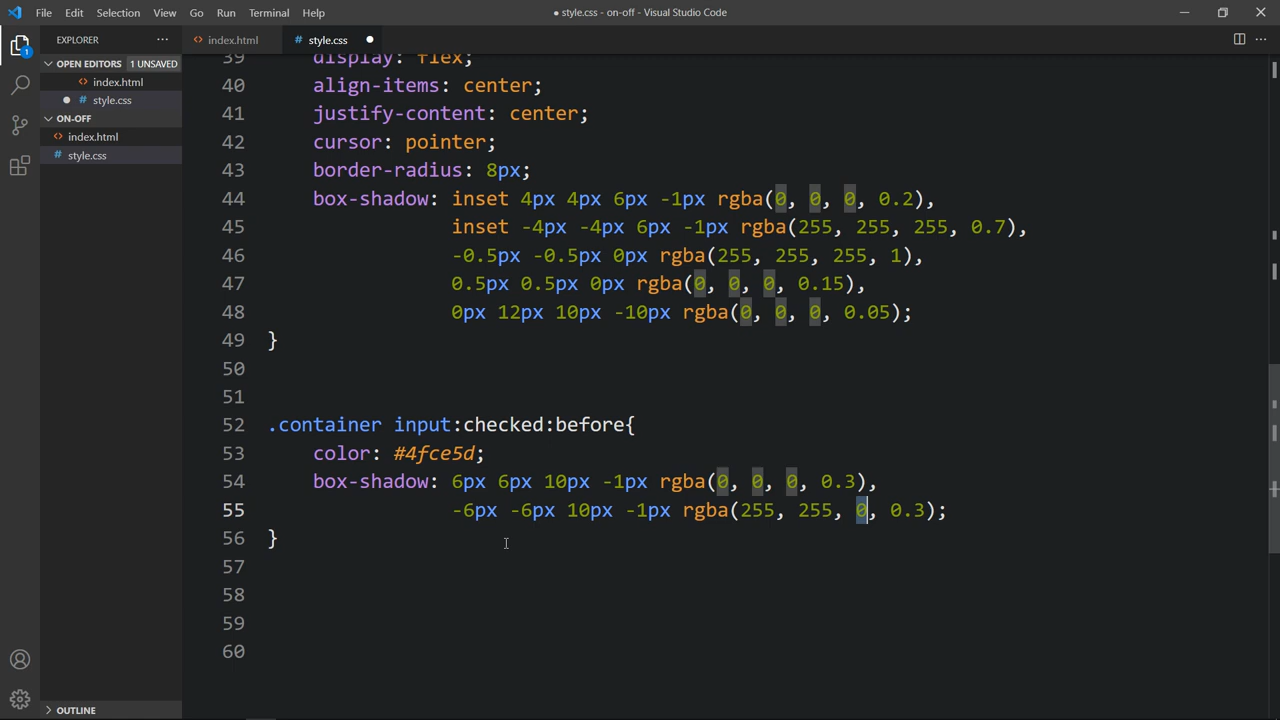 File Edit Selection View Go Run Terminal Help ● style.css - on-off - Visual Studio Code
EXPLORER ··· <> index.html # style.css ●
OPEN EDITORS 1 UNSAVED
<> index.html
● # style.css
ON-OFF
<> index.html
# style.css
1
39 display: flex;
40 align-items: center;
41 justify-content: center;
42 cursor: pointer;
43 border-radius: 8px;
44 box-shadow: inset 4px 4px 6px -1px rgba(0, 0, 0, 0.2),
45 inset -4px -4px 6px -1px rgba(255, 255, 255, 0.7),
46 -0.5px -0.5px 0px rgba(255, 255, 255, 1),
47 0.5px 0.5px 0px rgba(0, 0, 0, 0.15),
48 0px 12px 10px -10px rgba(0, 0, 0, 0.05);
49 }
50
51
52 .container input:checked:before{
53 color: #4fce5d;
54 box-shadow: 6px 6px 10px -1px rgba(0, 0, 0, 0.3),
55 -6px -6px 10px -1px rgba(255, 255, 0, 0.3);
56 }
57
58
59
60
OUTLINE